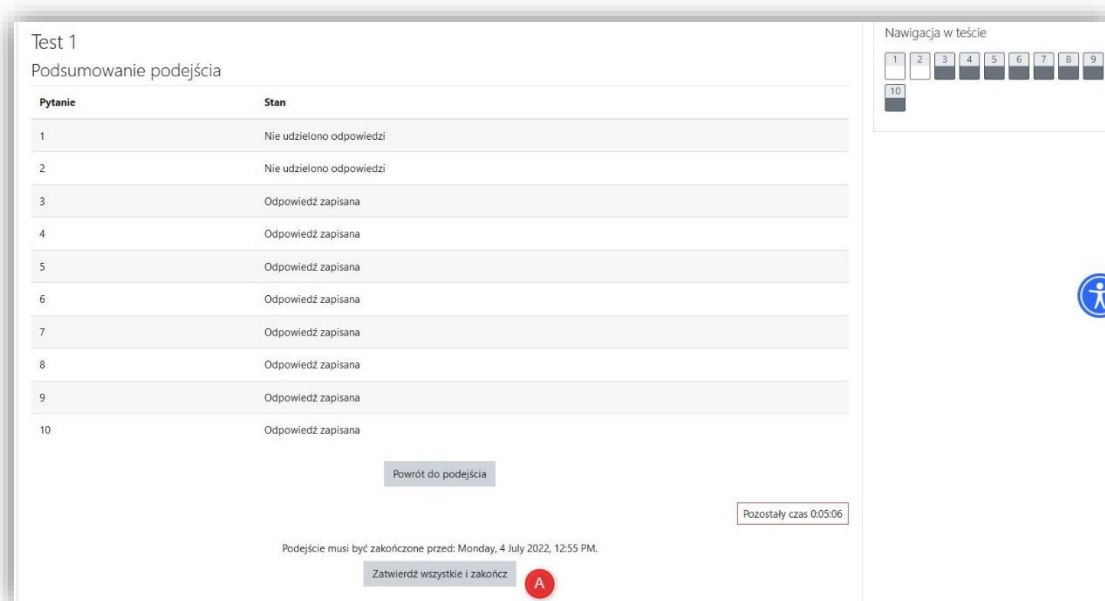 Test 1
Podsumowanie podejścia
Pytanie Stan
1 Nie udzielono odpowiedzi
2 Nie udzielono odpowiedzi
3 Odpowiedź zapisana
4 Odpowiedź zapisana
5 Odpowiedź zapisana
6 Odpowiedź zapisana
7 Odpowiedź zapisana
8 Odpowiedź zapisana
9 Odpowiedź zapisana
10 Odpowiedź zapisana
Powrót do podejścia
Pozostały czas 0:05:06
Podejście musi być zakończone przed: Monday, 4 July 2022, 12:55 PM.
Zatwierdź wszystkie i zakończ
A
Nawigacja w teście
1 2 3 4 5 6 7 8 9
10